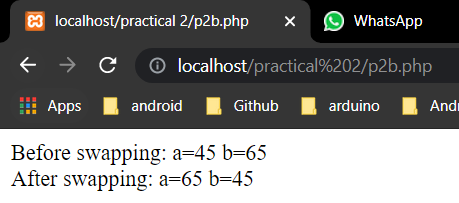 localhost/practical 2/p2b.php
WhatsApp
localhost/practical%202/p2b.php
Apps
android
Github
arduino
Andr
Before swapping: a=45 b=65
After swapping: a=65 b=45